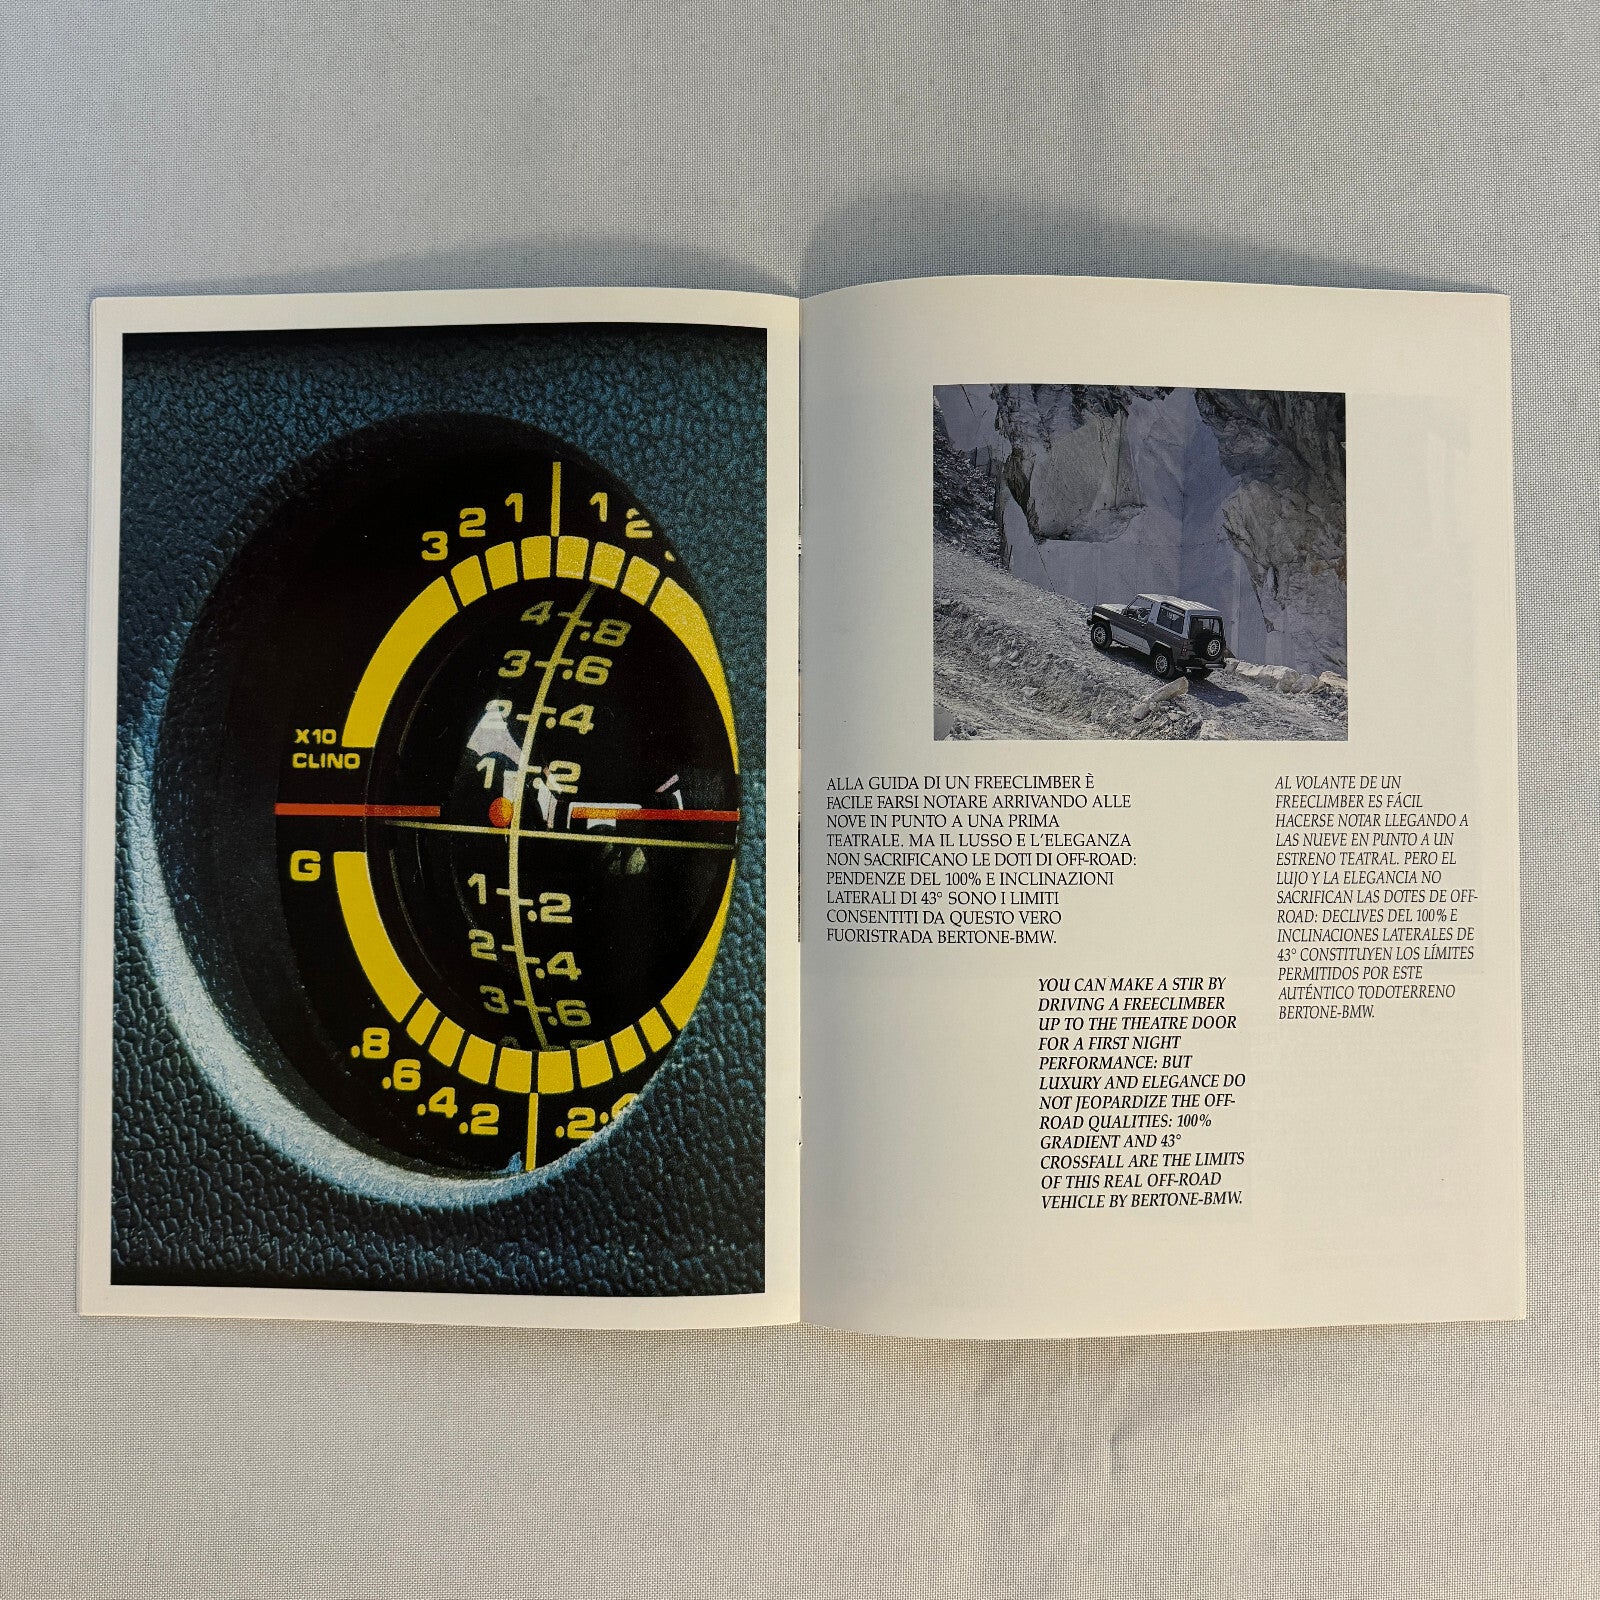 3 2 1 1 2
4 .8
3 .6
2 .4
1 .2
X10
CLINO
G
1 .2
2 .4
3 .6
.8
.6
.4
.2 .2
ALLA GUIDA DI UN FREECLIMBER È
FACILE FARSI NOTARE ARRIVANDO ALLE
NOVE IN PUNTO A UNA PRIMA
TEATRALE. MA IL LUSSO E L'ELEGANZA
NON SACRIFICANO LE DOTI DI OFF-ROAD:
PENDENZE DEL 100% E INCLINAZIONI
LATERALI DI 43° SONO I LIMITI
CONSENTITI DA QUESTO VERO
FUORISTRADA BERTONE-BMW.
YOU CAN MAKE A STIR BY
DRIVING A FREECLIMBER
UP TO THE THEATRE DOOR
FOR A FIRST NIGHT
PERFORMANCE: BUT
LUXURY AND ELEGANCE DO
NOT JEOPARDIZE THE OFF-
ROAD QUALITIES: 100%
GRADIENT AND 43°
CROSSFALL ARE THE LIMITS
OF THIS REAL OFF-ROAD
VEHICLE BY BERTONE-BMW.
AL VOLANTE DE UN
FREECLIMBER ES FÁCIL
HACERSE NOTAR LLEGANDO A
LAS NUEVE EN PUNTO A UN
ESTRENO TEATRAL. PERO EL
LUJO Y LA ELEGANCIA NO
SACRIFICAN LAS DOTES DE OFF-
ROAD: DECLIVES DEL 100% E
INCLINACIONES LATERALES DE
43° CONSTITUYEN LOS LÍMITES
PERMITIDOS POR ESTE
AUTÉNTICO TODOTERRENO
BERTONE-BMW.